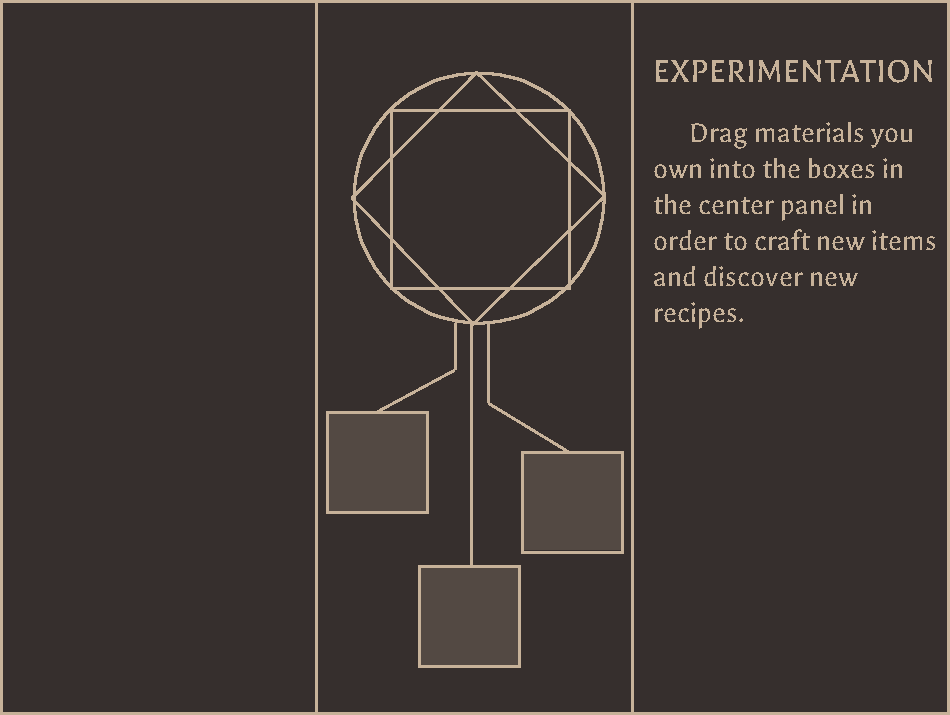 EXPERIMENTATION
Drag materials you
own into the boxes in
the center panel in
order to craft new items
and discover new
recipes.